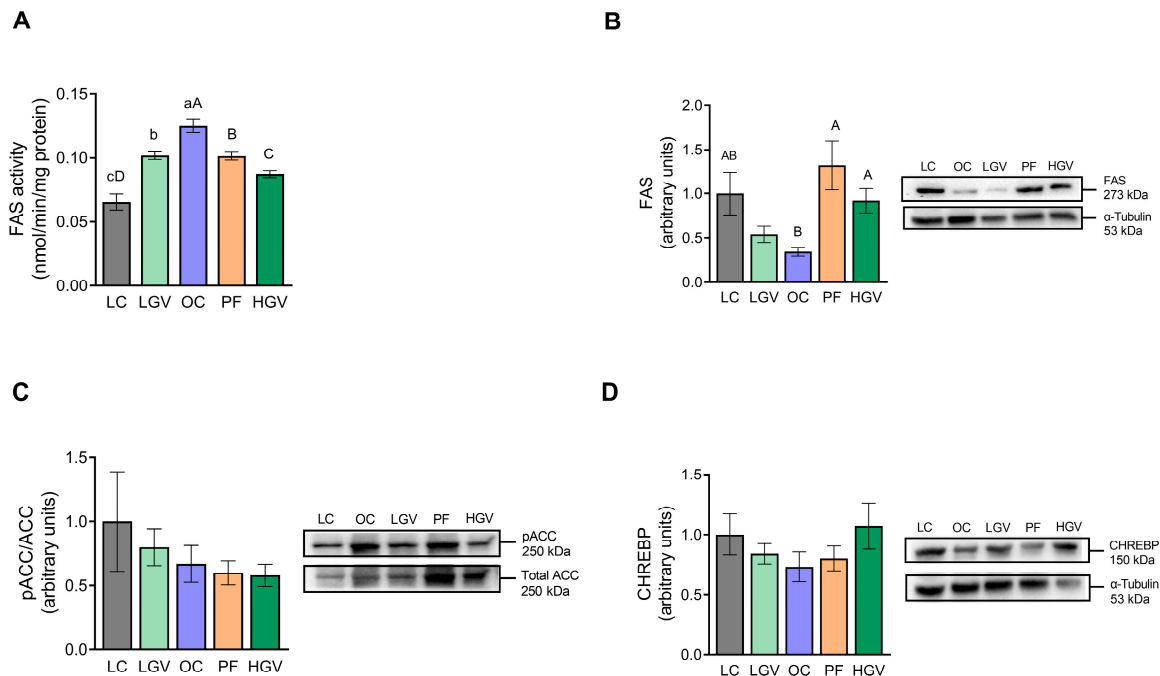 A
FAS activity
(nmol/min/mg protein)
0.15
0.10
0.05
0.00
cD
b
aA
B
C
LC LGV OC PF HGV
B
FAS
(arbitrary units)
2.0
1.5
1.0
0.5
0.0
AB
B
A
A
LC LGV OC PF HGV
LC OC LGV PF HGV
FAS
273 kDa
α-Tubulin
53 kDa
C
pACC/ACC
(arbitrary units)
1.5
1.0
0.5
0.0
LC LGV OC PF HGV
LC OC LGV PF HGV
pACC
250 kDa
Total ACC
250 kDa
D
CHREBP
(arbitrary units)
1.5
1.0
0.5
0.0
LC LGV OC PF HGV
LC OC LGV PF HGV
CHREBP
150 kDa
α-Tubulin
53 kDa